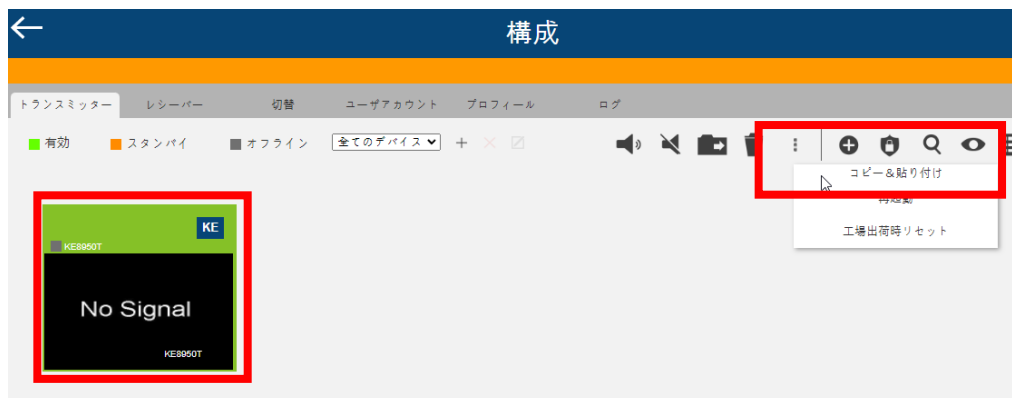 構成
トランスミッター レシーバー 切替 ユーザアカウント プロフィール ログ
有効 スタンバイ オフライン 全てのデバイス
コピー&貼り付け
再起動
工場出荷時リセット
KE
KE8950T
No Signal
KE8950T